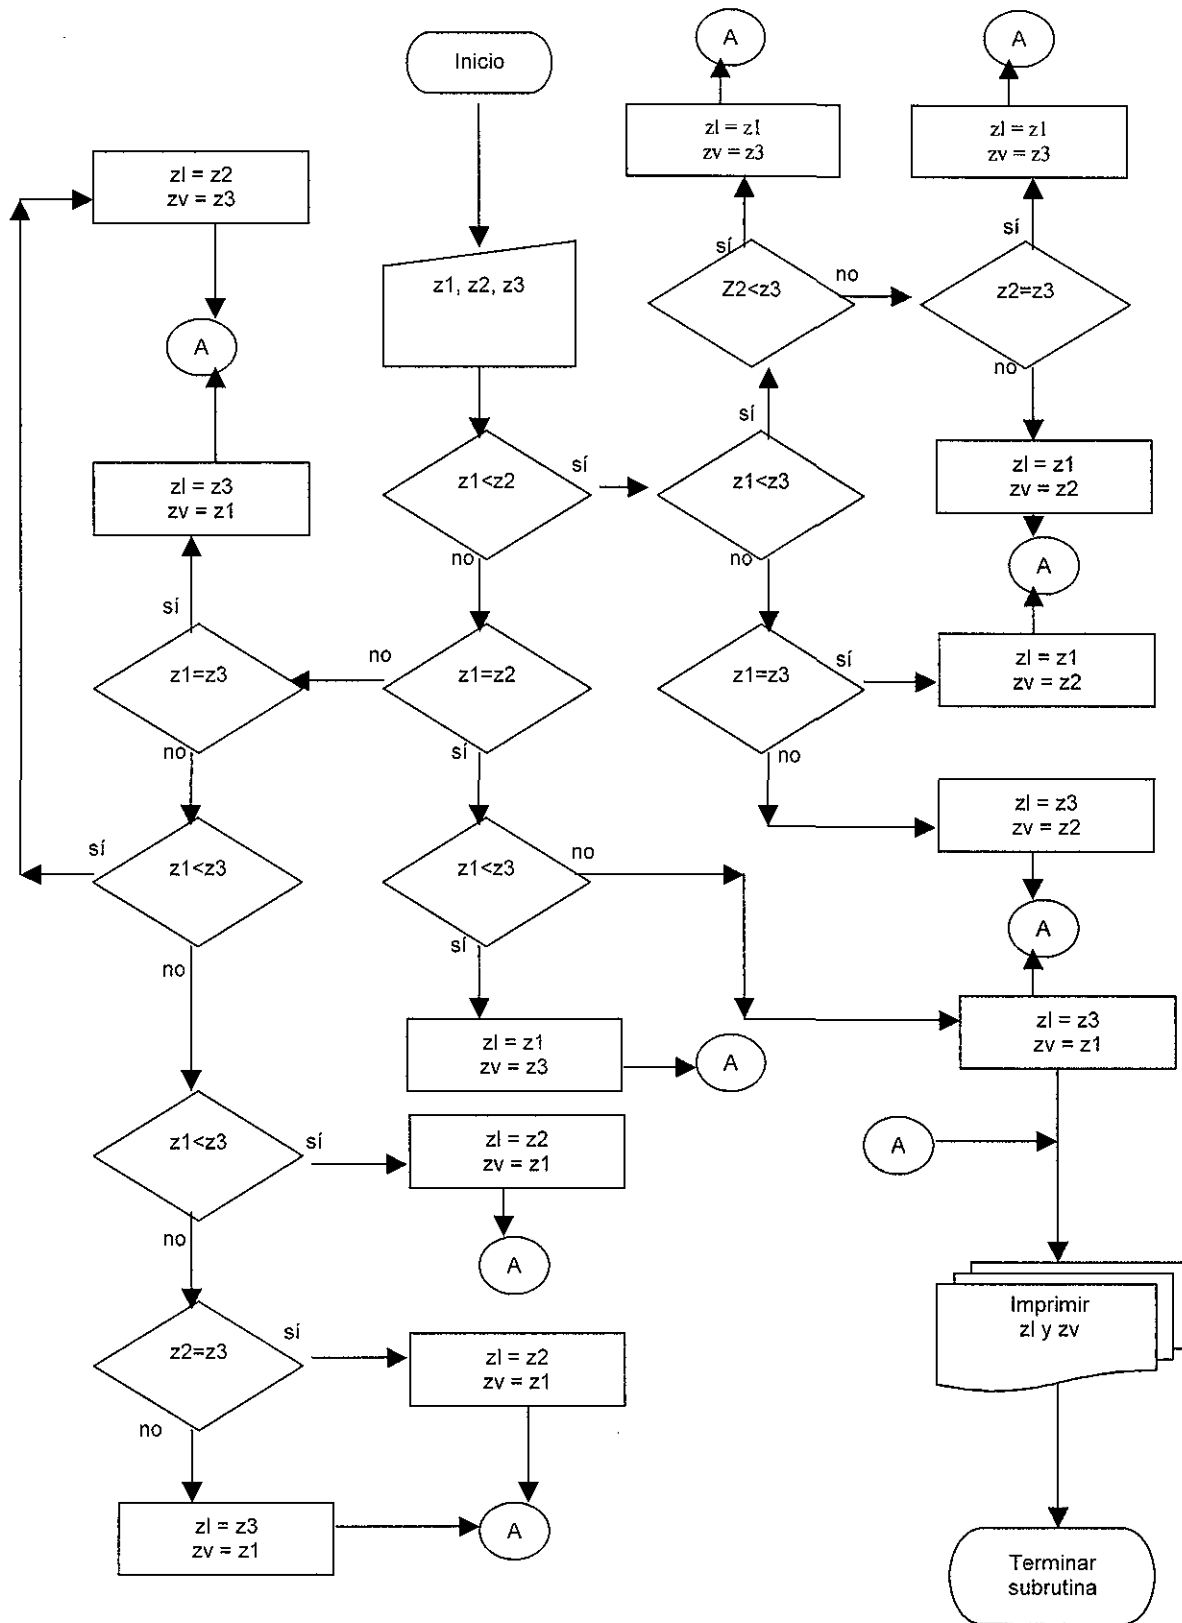 A
A
Inicio
zl = z1
zv = z3
zl = z1
zv = z3
zl = z2
zv = z3
sí
sí
z1, z2, z3
Z2<z3
no
z2=z3
A
no
sí
zl = z3
zv = z1
z1<z2
sí
z1<z3
zl = z1
zv = z2
no
no
A
sí
z1=z3
no
z1=z2
z1=z3
sí
zl = z1
zv = z2
no
sí
no
zl = z3
zv = z2
sí
z1<z3
z1<z3
no
A
no
sí
zl = z1
zv = z3
A
zl = z3
zv = z1
z1<z3
sí
zl = z2
zv = z1
A
no
A
Imprimir
zl y zv
z2=z3
sí
zl = z2
zv = z1
no
zl = z3
zv = z1
A
Terminar
subrutina